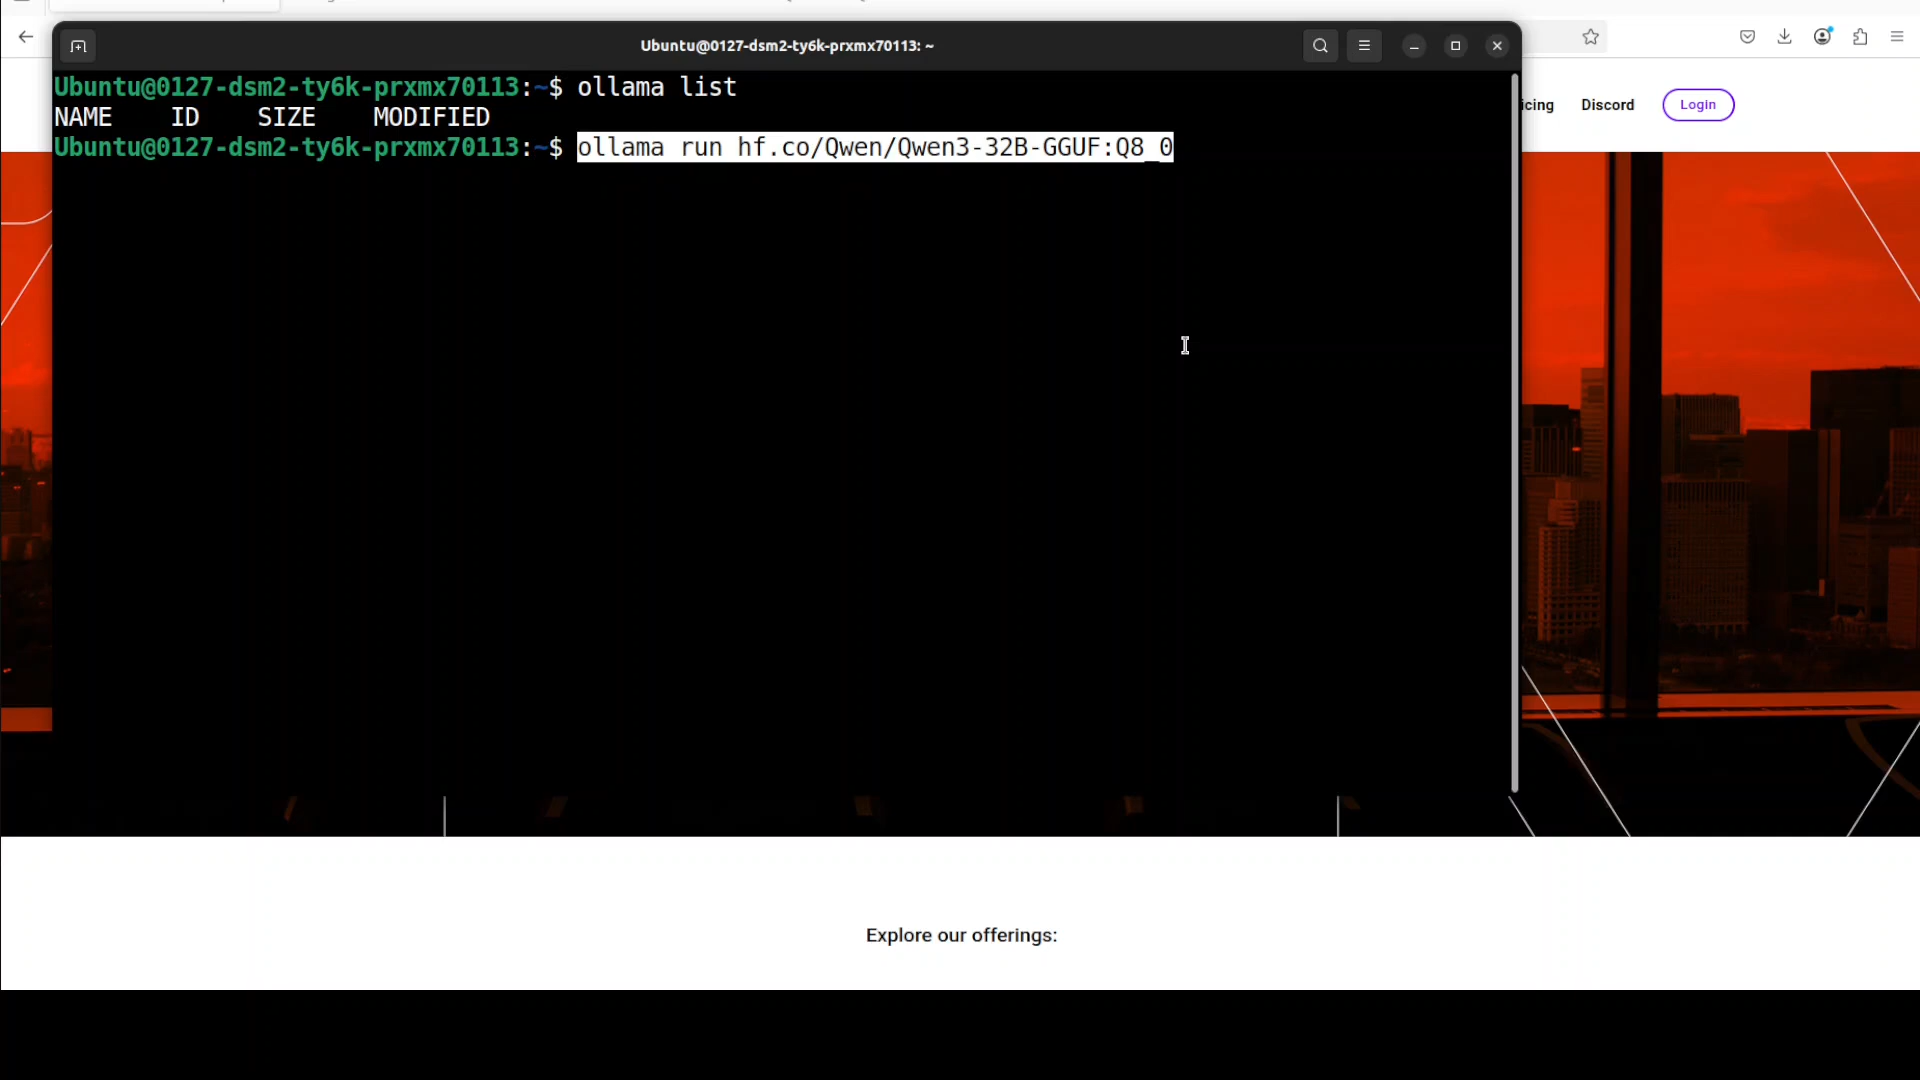 Ubuntu@0127-dsm2-ty6k-prxmx70113: ~
Ubuntu@0127-dsm2-ty6k-prxmx70113:~$ ollama list
NAME ID SIZE MODIFIED
Ubuntu@0127-dsm2-ty6k-prxmx70113:~$ ollama run hf.co/Qwen/Qwen3-32B-GGUF:Q8_0
icing Discord Login
Explore our offerings: